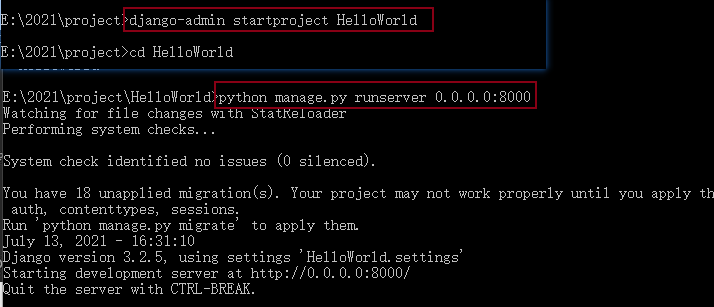 E:\2021\project>django-admin startproject HelloWorld
E:\2021\project>cd HelloWorld
E:\2021\project\HelloWorld>python manage.py runserver 0.0.0.0:8000
Watching for file changes with StatReloader
Performing system checks...
System check identified no issues (0 silenced).
You have 18 unapplied migration(s). Your project may not work properly until you apply th
auth, contenttypes, sessions.
Run 'python manage.py migrate' to apply them.
July 13, 2021 - 16:31:10
Django version 3.2.5, using settings 'HelloWorld.settings'
Starting development server at http://0.0.0.0:8000/
Quit the server with CTRL-BREAK.